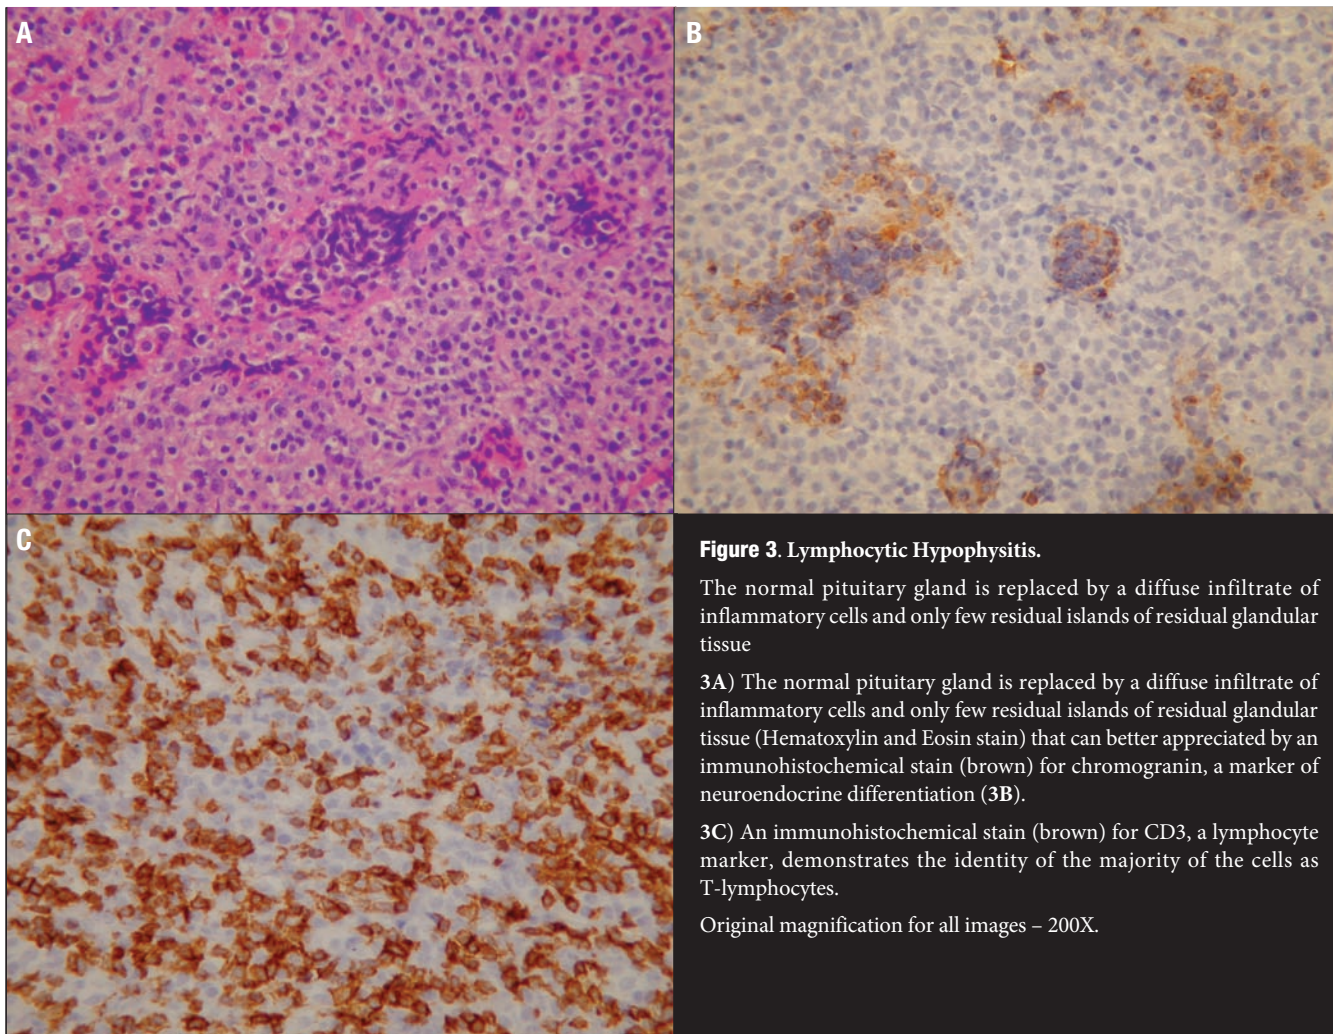 A
B
C
Figure 3. Lymphocytic Hypophysitis.
The normal pituitary gland is replaced by a diffuse infiltrate of
inflammatory cells and only few residual islands of residual glandular
tissue
3A) The normal pituitary gland is replaced by a diffuse infiltrate of
inflammatory cells and only few residual islands of residual glandular
tissue (Hematoxylin and Eosin stain) that can better appreciated by an
immunohistochemical stain (brown) for chromogranin, a marker of
neuroendocrine differentiation (3B).
3C) An immunohistochemical stain (brown) for CD3, a lymphocyte
marker, demonstrates the identity of the majority of the cells as
T-lymphocytes.
Original magnification for all images – 200X.